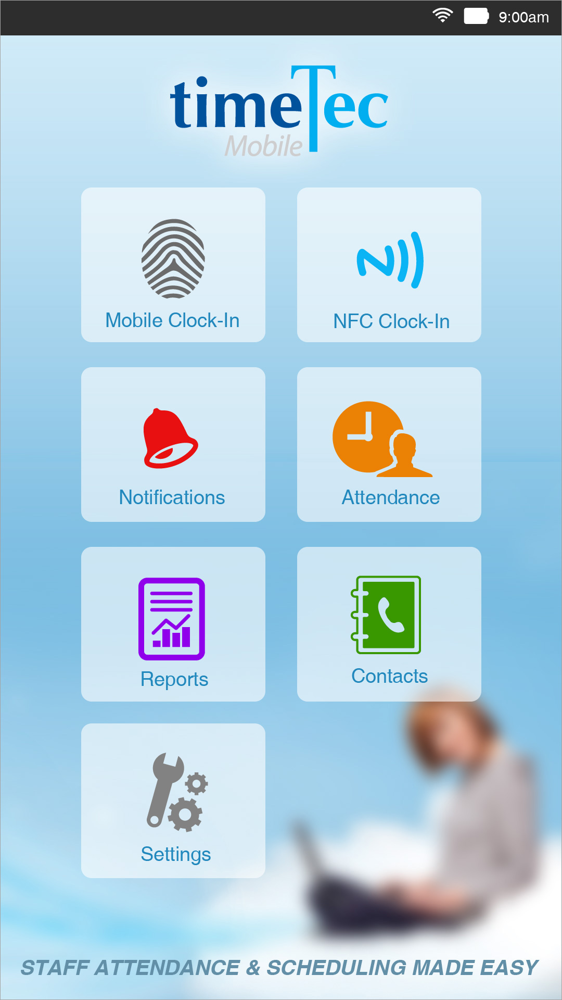 9:00am
timeTec
Mobile
Mobile Clock-In
NFC Clock-In
Notifications
Attendance
Reports
Contacts
Settings
STAFF ATTENDANCE & SCHEDULING MADE EASY